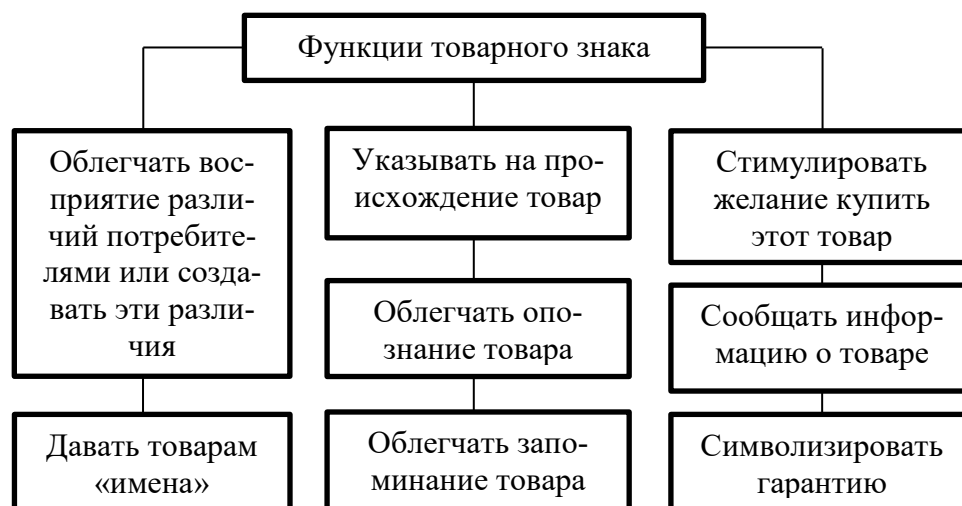 Функции товарного знака
Облегчать вос-
приятие разли-
чий потребите-
лями или созда-
вать эти разли-
чия
Давать товарам
«имена»
Указывать на про-
исхождение товар
Облегчать опо-
знание товара
Облегчать запо-
минание товара
Стимулировать
желание купить
этот товар
Сообщать инфор-
мацию о товаре
Символизировать
гарантию